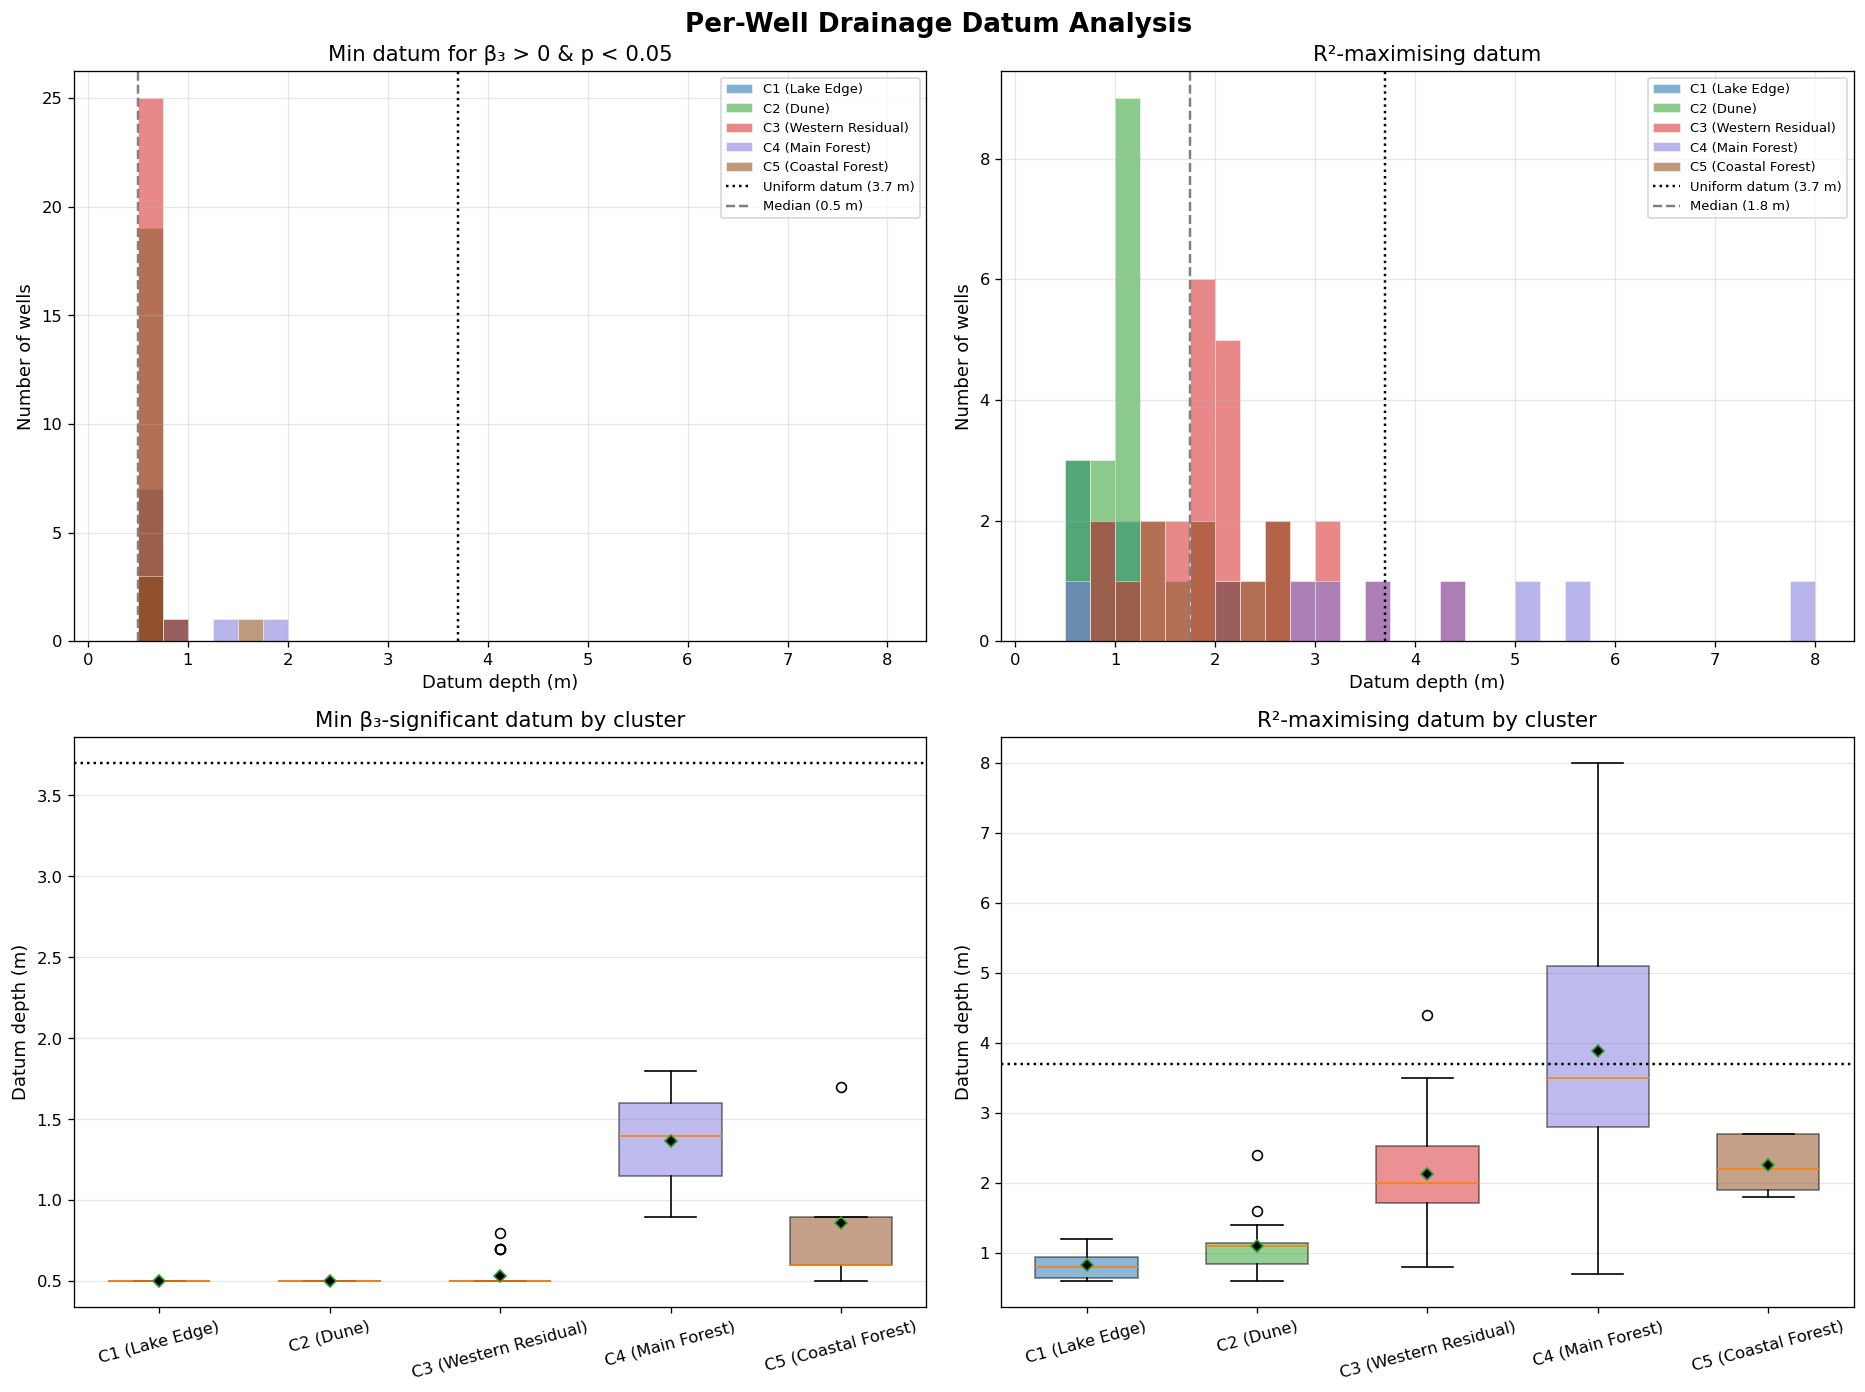 Per-Well Drainage Datum Analysis
Min datum for β₃ > 0 & p < 0.05
25
20
15
10
5
0
Number of wells
C1 (Lake Edge)
C2 (Dune)
C3 (Western Residual)
C4 (Main Forest)
C5 (Coastal Forest)
Uniform datum (3.7 m)
Median (0.5 m)
0 1 2 3 4 5 6 7 8
Datum depth (m)
R²-maximising datum
8
6
4
2
0
Number of wells
C1 (Lake Edge)
C2 (Dune)
C3 (Western Residual)
C4 (Main Forest)
C5 (Coastal Forest)
Uniform datum (3.7 m)
Median (1.8 m)
0 1 2 3 4 5 6 7 8
Datum depth (m)
Min β₃-significant datum by cluster
3.5
3.0
2.5
2.0
1.5
1.0
0.5
Datum depth (m)
C1 (Lake Edge)
C2 (Dune)
C3 (Western Residual)
C4 (Main Forest)
C5 (Coastal Forest)
R²-maximising datum by cluster
8
7
6
5
4
3
2
1
Datum depth (m)
C1 (Lake Edge)
C2 (Dune)
C3 (Western Residual)
C4 (Main Forest)
C5 (Coastal Forest)